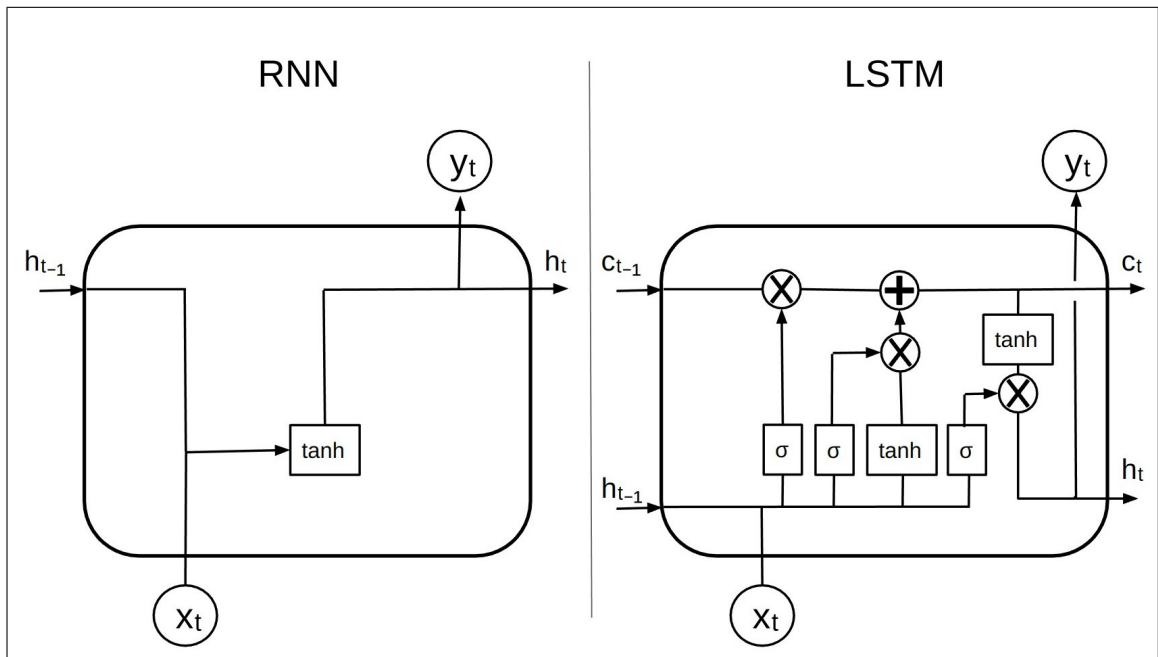 RNN
LSTM
yt
yt
ht−1
ht
ct−1
ct
tanh
tanh
σ
σ
tanh
σ
ht−1
ht
xt
xt